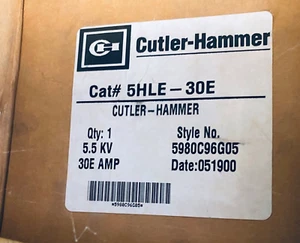 Cutler-Hammer
Cat# 5HLE-30E
CUTLER-HAMMER
Qty: 1 Style No.
5.5 KV 5980C96G05
30E AMP Date:051900
*5980C96G05*